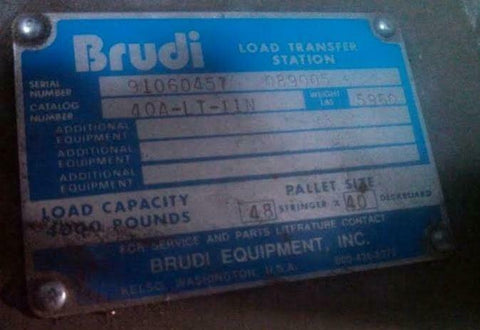 Brudi LOAD TRANSFER
STATION
SERIAL
NUMBER 91060457 089005
CATALOG
NUMBER 40A-LT-11N WEIGHT
LBS
ADDITIONAL
EQUIPMENT
ADDITIONAL
EQUIPMENT
ADDITIONAL
EQUIPMENT
LOAD CAPACITY
4000 POUNDS
PALLET SIZE
48 STRINGER X 40 DECKBOARD
FOR SERVICE AND PARTS LITERATURE CONTACT
BRUDI EQUIPMENT, INC.
KELSO, WASHINGTON, U.S.A.